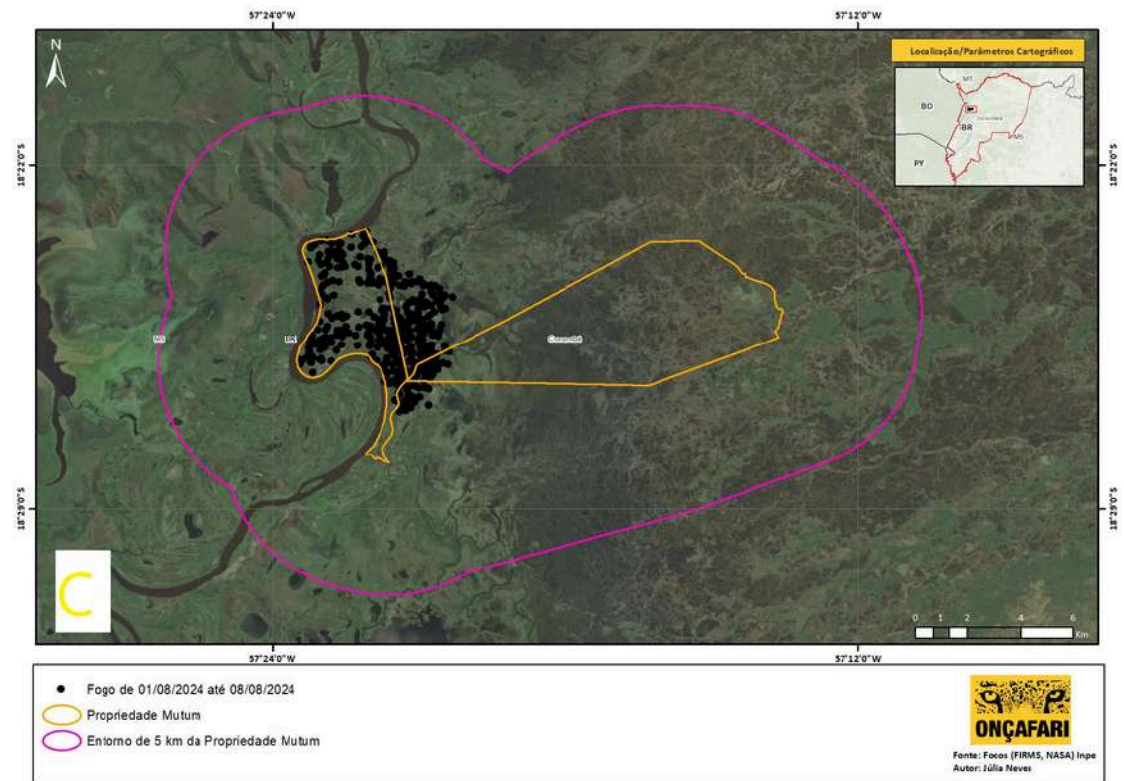 57°24'0"W 57°12'0"W
N
Localização/Parâmetros Cartográficos
MT
BO
BR
Corumbá
MS
PY
18°22'0"S 18°22'0"S
MS BR Corumbá
18°29'0"S 18°29'0"S
C
0 1 2 4 6
Km
57°24'0"W 57°12'0"W
Fogo de 01/08/2024 até 08/08/2024
Propriedade Mutum
Entorno de 5 km da Propriedade Mutum
ONÇAFARI
Fonte: Focos (FIRMS, NASA) Inpe
Autor: Júlia Neves